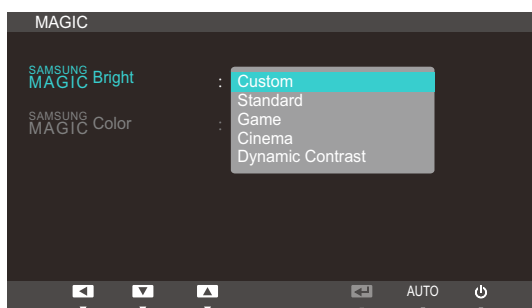 MAGIC
SAMSUNG
MAGIC Bright : Custom
Standard
Game
Cinema
Dynamic Contrast
SAMSUNG
MAGIC Color :
AUTO